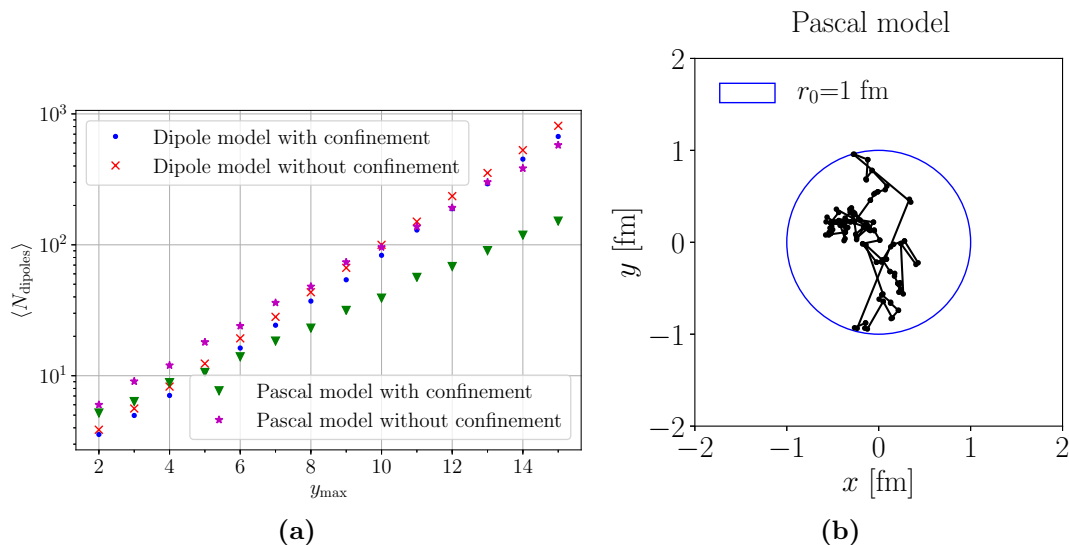 Dipole model with confinement
Dipole model without confinement
Pascal model with confinement
Pascal model without confinement
10³
10²
10¹
⟨N_dipoles⟩
2 4 6 8 10 12 14
y_max
(a)
Pascal model
r₀=1 fm
2
1
0
−1
−2
y [fm]
−2 −1 0 1 2
x [fm]
(b)